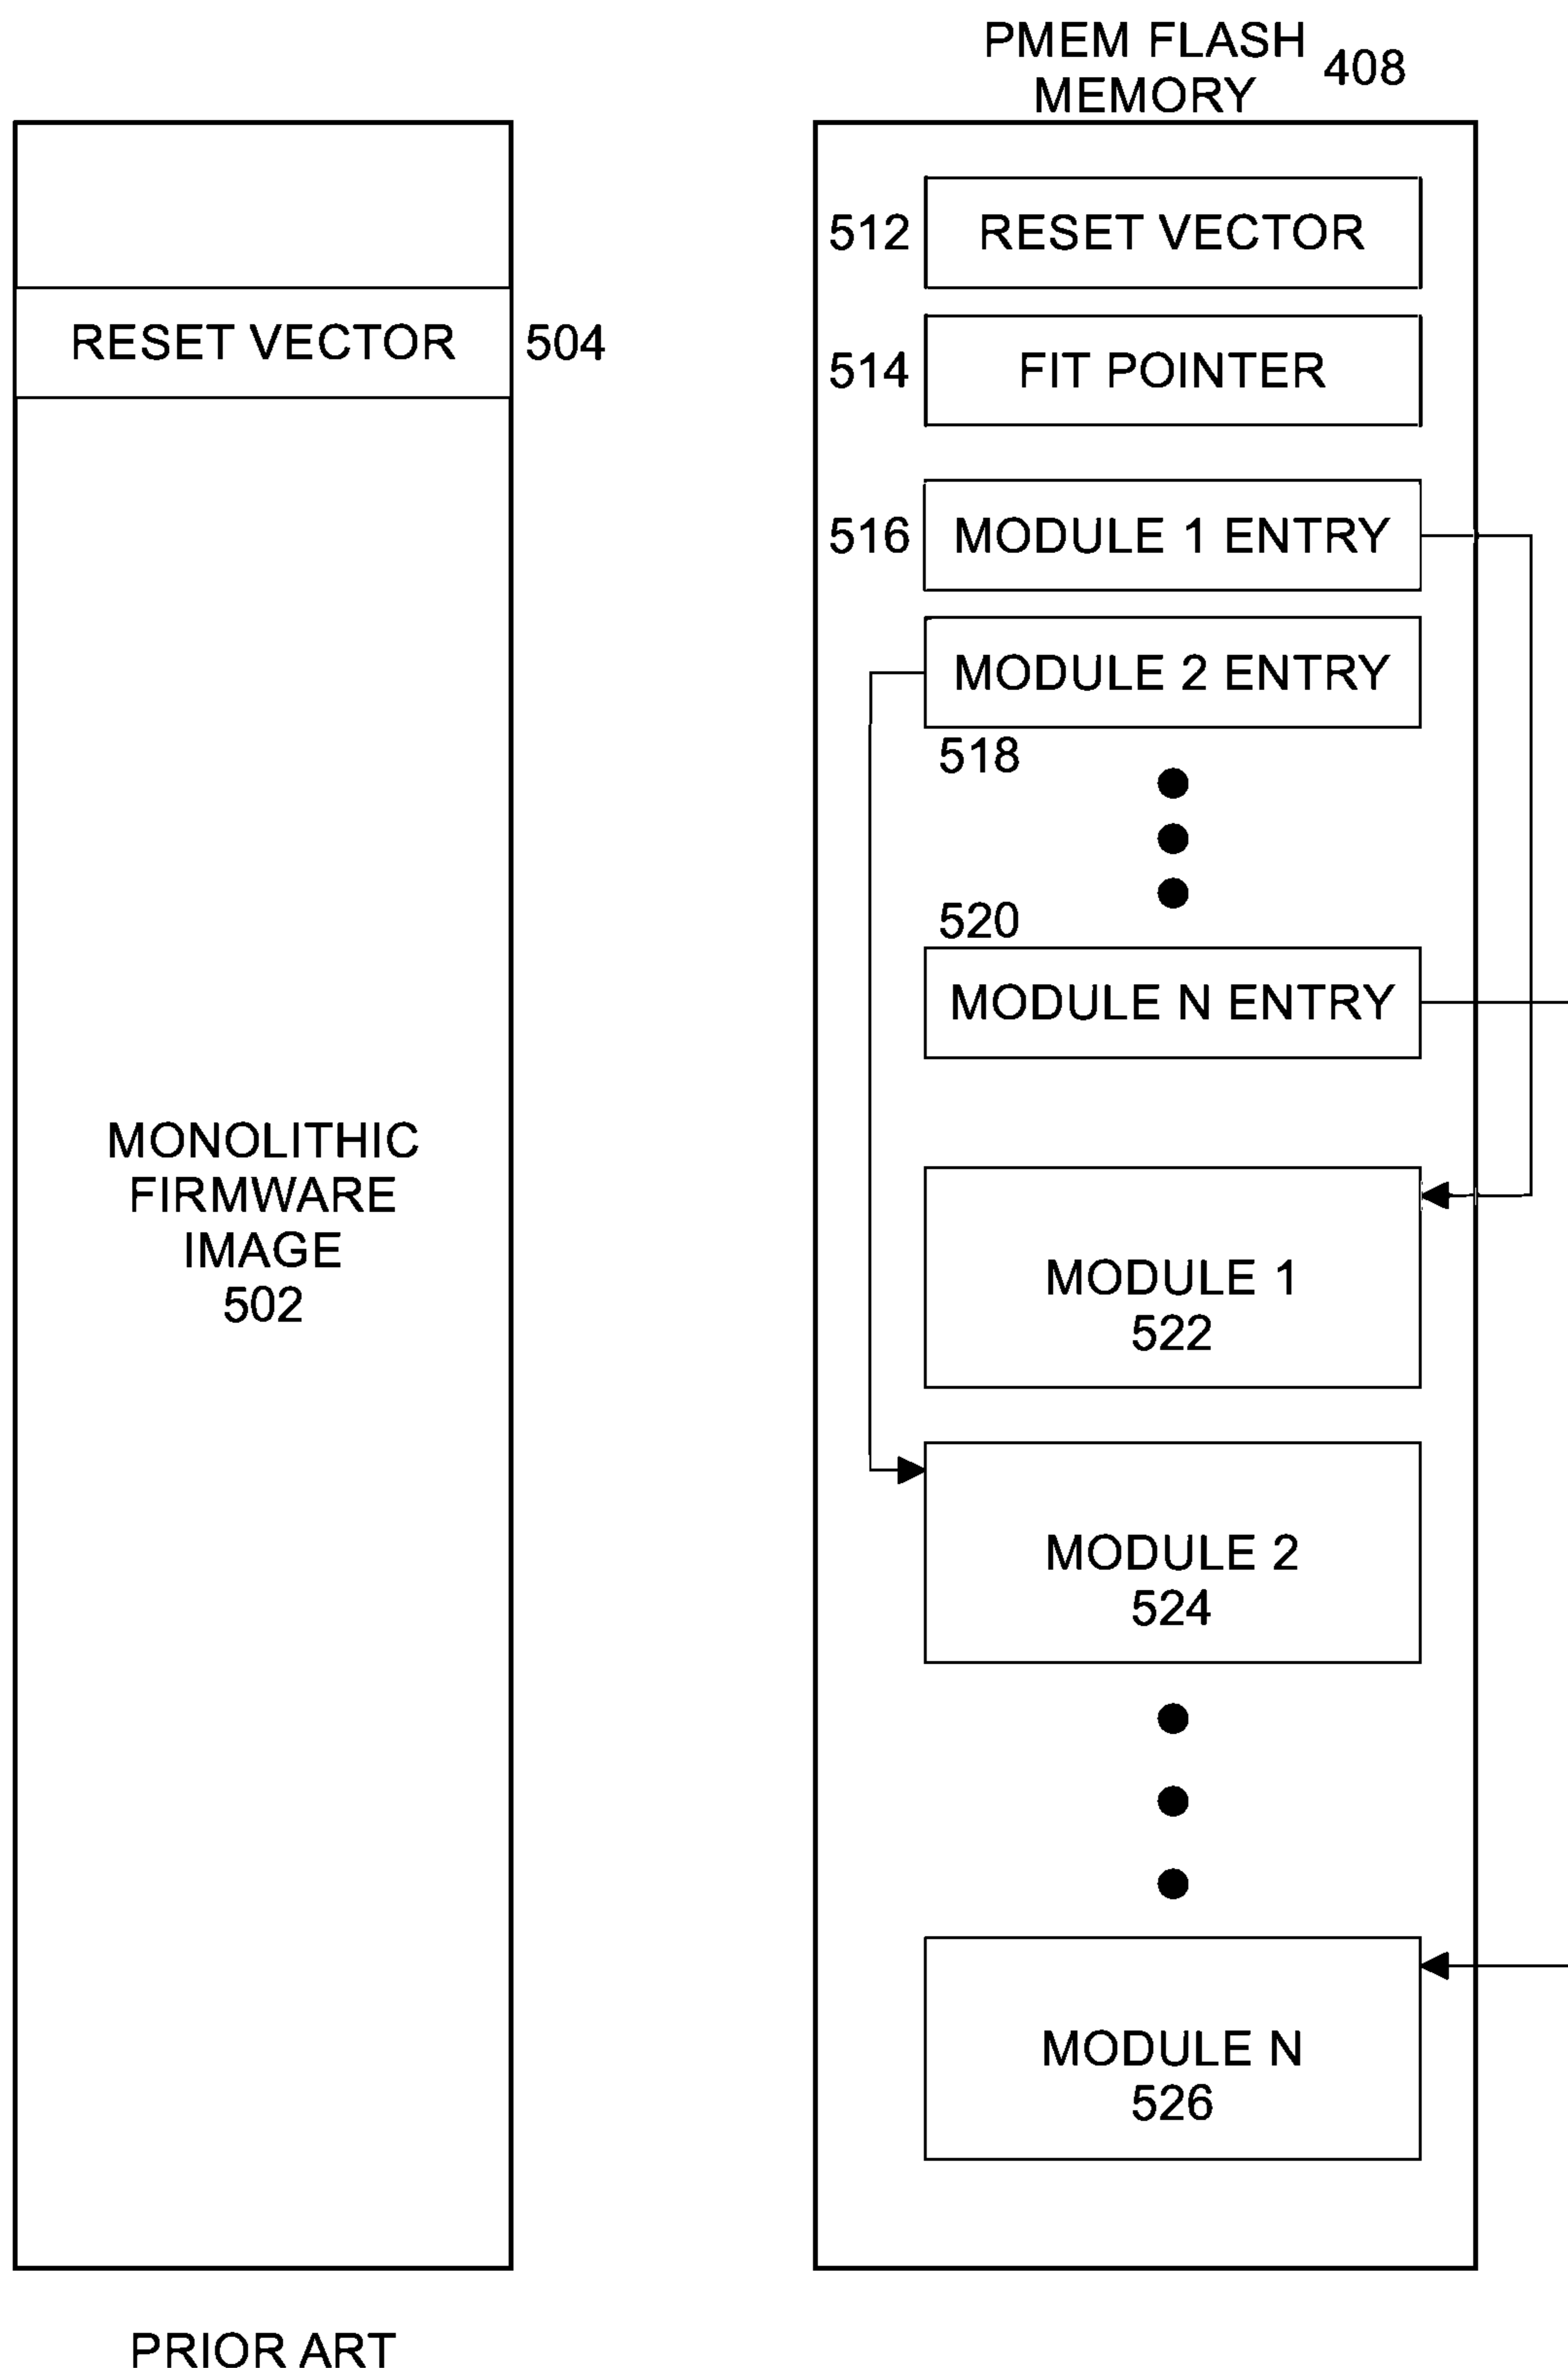 RESET VECTOR
504
MONOLITHIC
FIRMWARE
IMAGE
502
PRIOR ART
PMEM FLASH
MEMORY
408
512
RESET VECTOR
514
FIT POINTER
516
MODULE 1 ENTRY
MODULE 2 ENTRY
518
520
MODULE N ENTRY
MODULE 1
522
MODULE 2
524
MODULE N
526